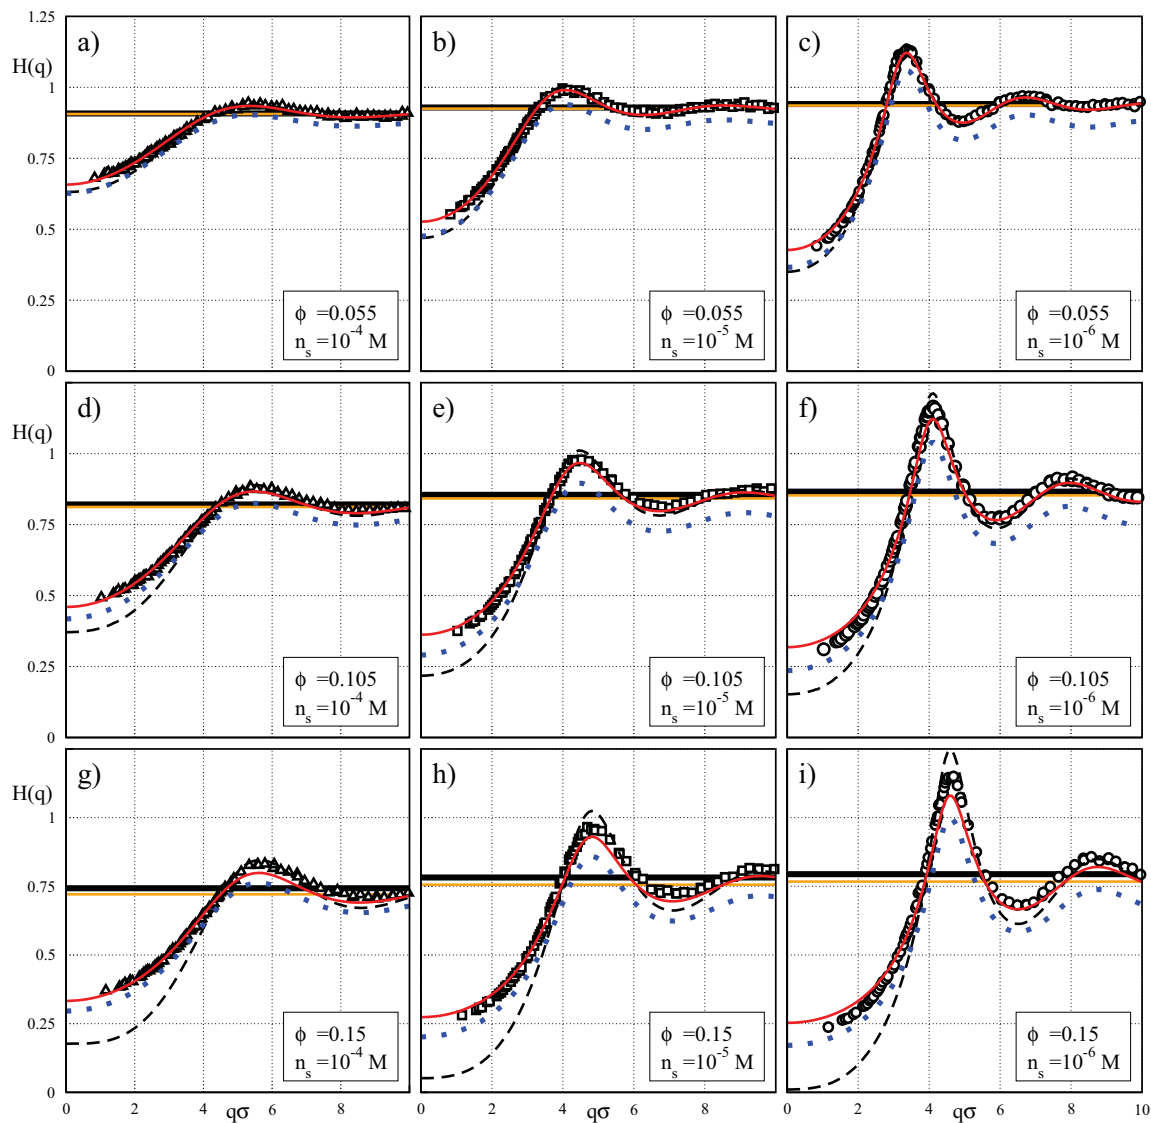 1.25
a)
b)
c)
H(q)
1
0.75
0.5
0.25
0
ϕ =0.055
n_s =10^-4 M
ϕ =0.055
n_s =10^-5 M
ϕ =0.055
n_s =10^-6 M
d)
e)
f)
H(q)
1
0.75
0.5
0.25
0
ϕ =0.105
n_s =10^-4 M
ϕ =0.105
n_s =10^-5 M
ϕ =0.105
n_s =10^-6 M
g)
h)
i)
H(q)
1
0.75
0.5
0.25
0
ϕ =0.15
n_s =10^-4 M
ϕ =0.15
n_s =10^-5 M
ϕ =0.15
n_s =10^-6 M
0 2 4 6 qσ 8 0 2 4 qσ 6 8 0 2 4 qσ 6 8 10